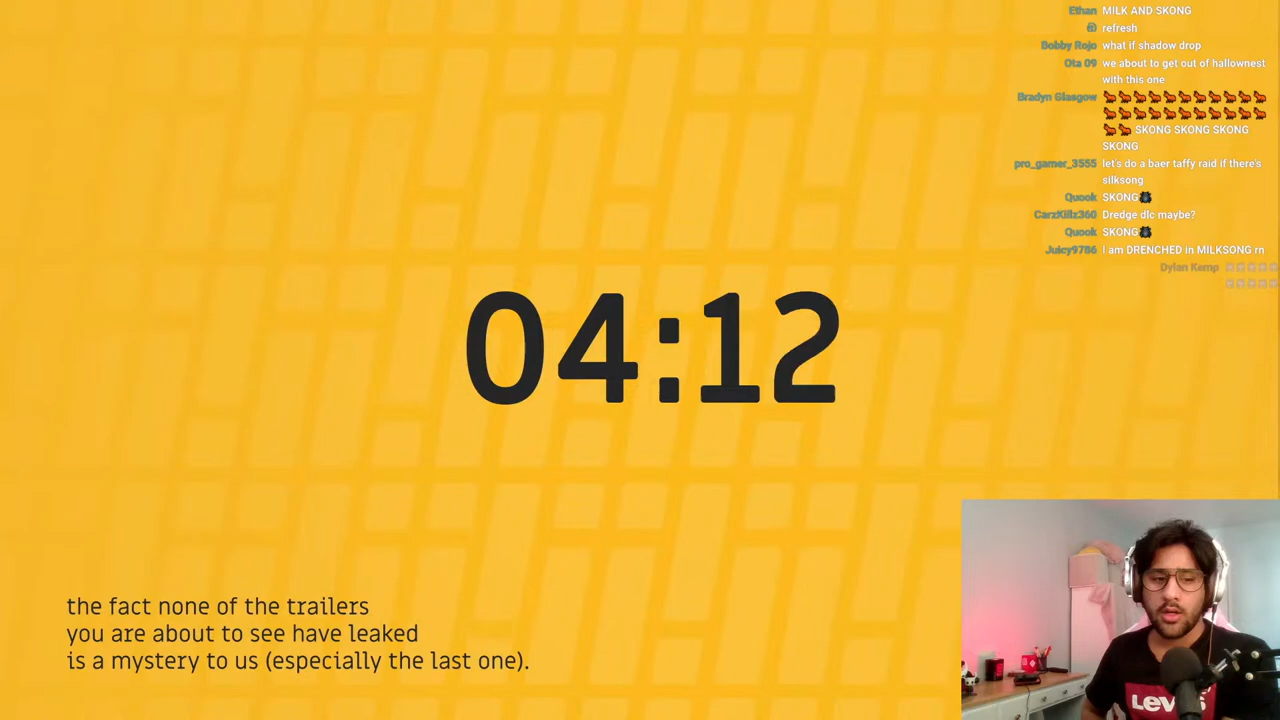 Ethan MILK AND SKONG
refresh
Bobby Rojo what if shadow drop
Ota 09 we about to get out of hallownest
with this one
Bradyn Glasgow
SKONG SKONG SKONG
SKONG
pro_gamer_3555 let's do a baer taffy raid if there's
silksong
Quook SKONG
CarzKillz360 Dredge dlc maybe?
Quook SKONG
Juicy9786 I am DRENCHED in MILKSONG rn
Dylan Kemp
04:12
the fact none of the trailers
you are about to see have leaked
is a mystery to us (especially the last one).
LEVI'S